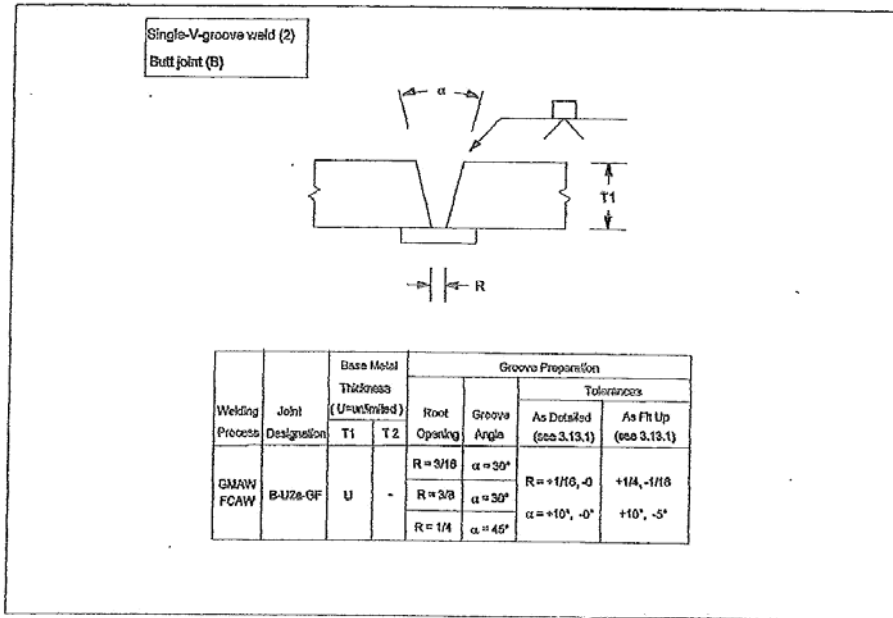 Single-V-groove weld (2)
Butt joint (B)
α
T1
R
Base Metal
Thickness
( U=unlimited )
Groove Preparation
Tolerances
Welding
Process
Joint
Designation
T1
T2
Root
Opening
Groove
Angle
As Detailed
(see 3.13.1)
As Fit Up
(see 3.13.1)
GMAW
FCAW
B-U2a-GF
U
-
R = 3/16
α = 30°
R = 3/8
α = 30°
R = 1/4
α = 45°
R = +1/16, -0
α = +10°, -0°
+1/4, -1/16
+10°, -5°